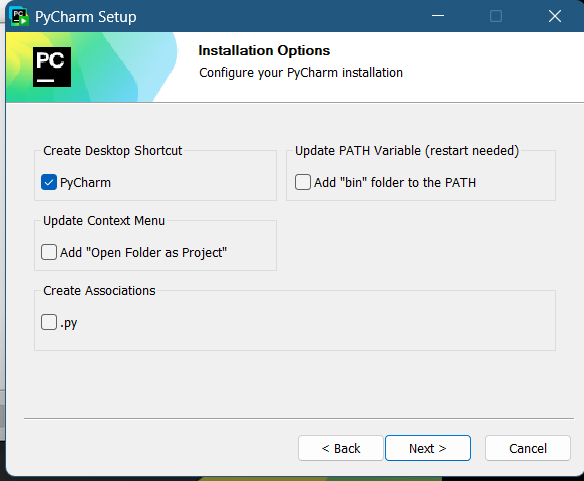 PyCharm Setup
PC
Installation Options
Configure your PyCharm installation
Create Desktop Shortcut
PyCharm
Update PATH Variable (restart needed)
Add "bin" folder to the PATH
Update Context Menu
Add "Open Folder as Project"
Create Associations
.py
< Back
Next >
Cancel